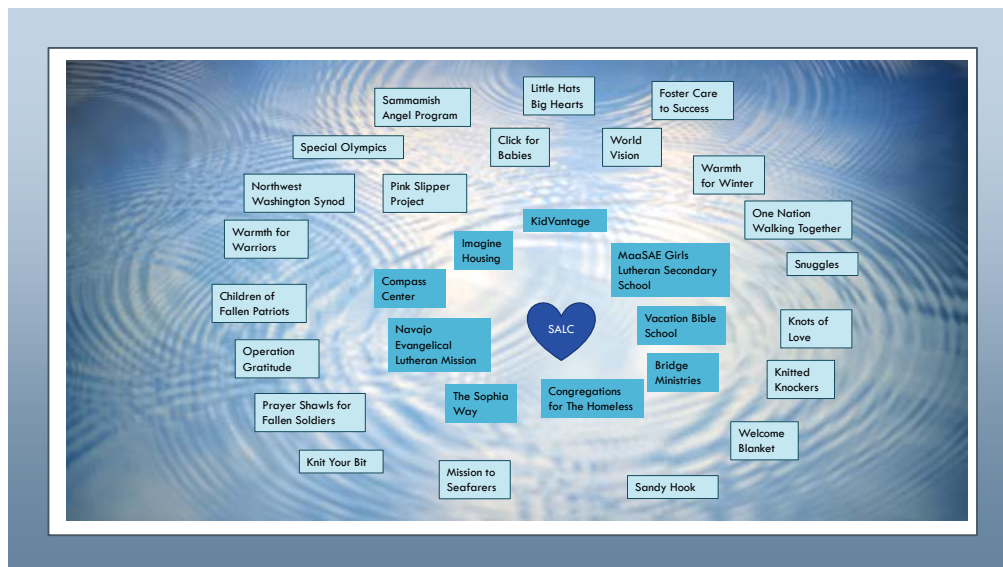 Little Hats
Big Hearts
Foster Care
to Success
Sammamish
Angel Program
Click for
Babies
World
Vision
Special Olympics
Warmth
for Winter
Northwest
Washington Synod
Pink Slipper
Project
One Nation
Walking Together
KidVantage
Warmth for
Warriors
Imagine
Housing
MaaSAE Girls
Lutheran Secondary
School
Snuggles
Compass
Center
Children of
Fallen Patriots
SALC
Vacation Bible
School
Knots of
Love
Navajo
Evangelical
Lutheran Mission
Operation
Gratitude
Bridge
Ministries
Knitted
Knockers
The Sophia
Way
Congregations
for The Homeless
Prayer Shawls for
Fallen Soldiers
Welcome
Blanket
Knit Your Bit
Mission to
Seafarers
Sandy Hook